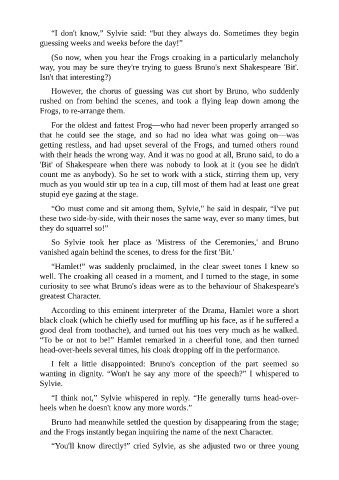 “I don't know,” Sylvie said: “but they always do. Sometimes they begin
guessing weeks and weeks before the day!”
(So now, when you hear the Frogs croaking in a particularly melancholy
way, you may be sure they're trying to guess Bruno's next Shakespeare 'Bit'.
Isn't that interesting?)
However, the chorus of guessing was cut short by Bruno, who suddenly
rushed on from behind the scenes, and took a flying leap down among the
Frogs, to re-arrange them.
For the oldest and fattest Frog—who had never been properly arranged so
that he could see the stage, and so had no idea what was going on—was
getting restless, and had upset several of the Frogs, and turned others round
with their heads the wrong way. And it was no good at all, Bruno said, to do a
'Bit' of Shakespeare when there was nobody to look at it (you see he didn't
count me as anybody). So he set to work with a stick, stirring them up, very
much as you would stir up tea in a cup, till most of them had at least one great
stupid eye gazing at the stage.
“Oo must come and sit among them, Sylvie,” he said in despair, “I've put
these two side-by-side, with their noses the same way, ever so many times, but
they do squarrel so!”
So Sylvie took her place as 'Mistress of the Ceremonies,' and Bruno
vanished again behind the scenes, to dress for the first 'Bit.'
“Hamlet!” was suddenly proclaimed, in the clear sweet tones I knew so
well. The croaking all ceased in a moment, and I turned to the stage, in some
curiosity to see what Bruno's ideas were as to the behaviour of Shakespeare's
greatest Character.
According to this eminent interpreter of the Drama, Hamlet wore a short
black cloak (which he chiefly used for muffling up his face, as if he suffered a
good deal from toothache), and turned out his toes very much as he walked.
“To be or not to be!” Hamlet remarked in a cheerful tone, and then turned
head-over-heels several times, his cloak dropping off in the performance.
I felt a little disappointed: Bruno's conception of the part seemed so
wanting in dignity. “Won't he say any more of the speech?” I whispered to
Sylvie.
“I think not,” Sylvie whispered in reply. “He generally turns head-over-
heels when he doesn't know any more words.”
Bruno had meanwhile settled the question by disappearing from the stage;
and the Frogs instantly began inquiring the name of the next Character.
“You'll know directly!” cried Sylvie, as she adjusted two or three young